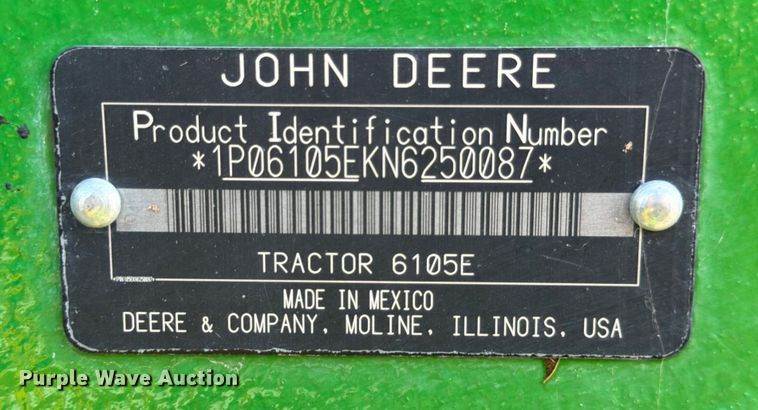 JOHN DEERE
Product Identification Number
*1P06105EKN6250087*
TRACTOR 6105E
MADE IN MEXICO
DEERE & COMPANY, MOLINE, ILLINOIS, USA
Purple Wave Auction